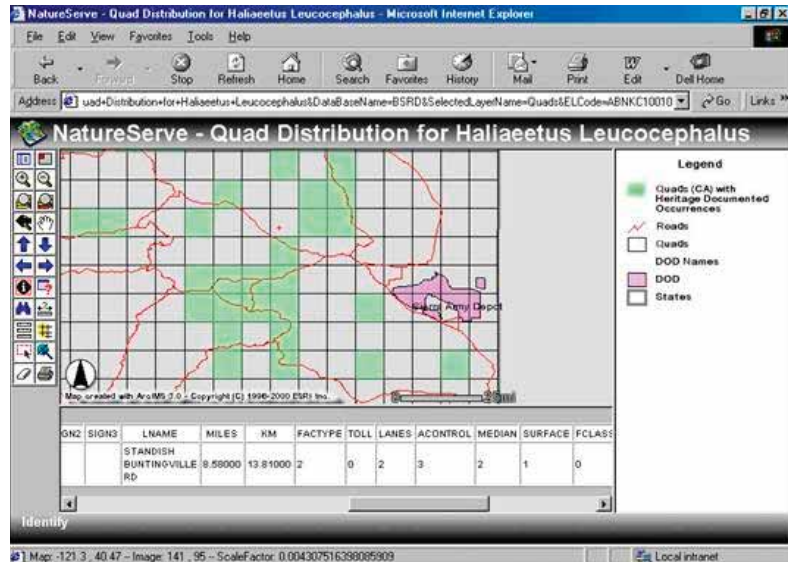 NatureServe - Quad Distribution for Haliaeetus Leucocephalus - Microsoft Internet Explorer
File Edit View Favorites Tools Help
Back Forward Stop Refresh Home Search Favorites History Mail Print Edit Dell Home
Address uad+Distribution+for+Haliaeetus+Leucocephalus&DataBaseName=BSRD&SelectedLayerName=Quads&ELCode=ABNKC10010 Go Links »
NatureServe - Quad Distribution for Haliaeetus Leucocephalus
Legend
Quads (CA) with
Heritage Documented
Occurrences
Roads
Quads
DOD Names
DOD
States
Sierra Army Depot
Map created with ArcIMS 3.0 - Copyright (C) 1996-2000 ESRI Inc.
GN2 SIGN3 LNAME MILES KM FACTYPE TOLL LANES ACONTROL MEDIAN SURFACE FCLASS
STANDISH
BUNTINGVILLE 8.58000 13.81000 2 0 2 3 2 1 0
RD
Identify
Map: -121.3 , 40.47 -- Image: 141 , 95 -- ScaleFactor: 0.004307516398085909 Local intranet